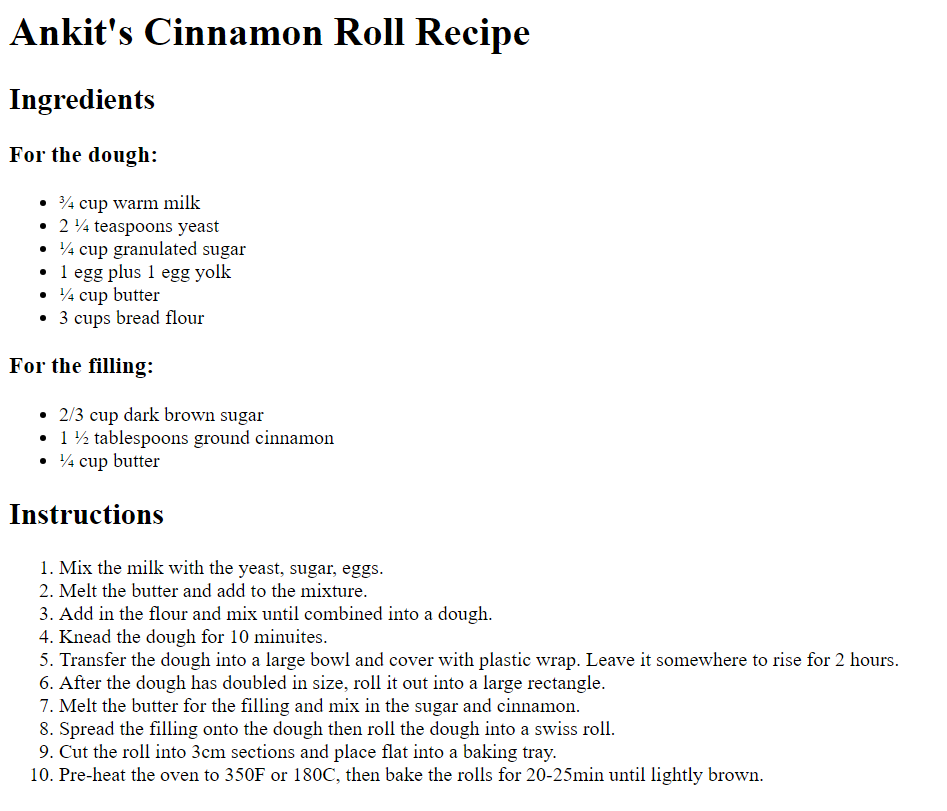 Ankit's Cinnamon Roll Recipe
Ingredients
For the dough:
• ¾ cup warm milk
• 2 ¼ teaspoons yeast
• ¼ cup granulated sugar
• 1 egg plus 1 egg yolk
• ¼ cup butter
• 3 cups bread flour
For the filling:
• 2/3 cup dark brown sugar
• 1 ½ tablespoons ground cinnamon
• ¼ cup butter
Instructions
1. Mix the milk with the yeast, sugar, eggs.
2. Melt the butter and add to the mixture.
3. Add in the flour and mix until combined into a dough.
4. Knead the dough for 10 minuites.
5. Transfer the dough into a large bowl and cover with plastic wrap. Leave it somewhere to rise for 2 hours.
6. After the dough has doubled in size, roll it out into a large rectangle.
7. Melt the butter for the filling and mix in the sugar and cinnamon.
8. Spread the filling onto the dough then roll the dough into a swiss roll.
9. Cut the roll into 3cm sections and place flat into a baking tray.
10. Pre-heat the oven to 350F or 180C, then bake the rolls for 20-25min until lightly brown.